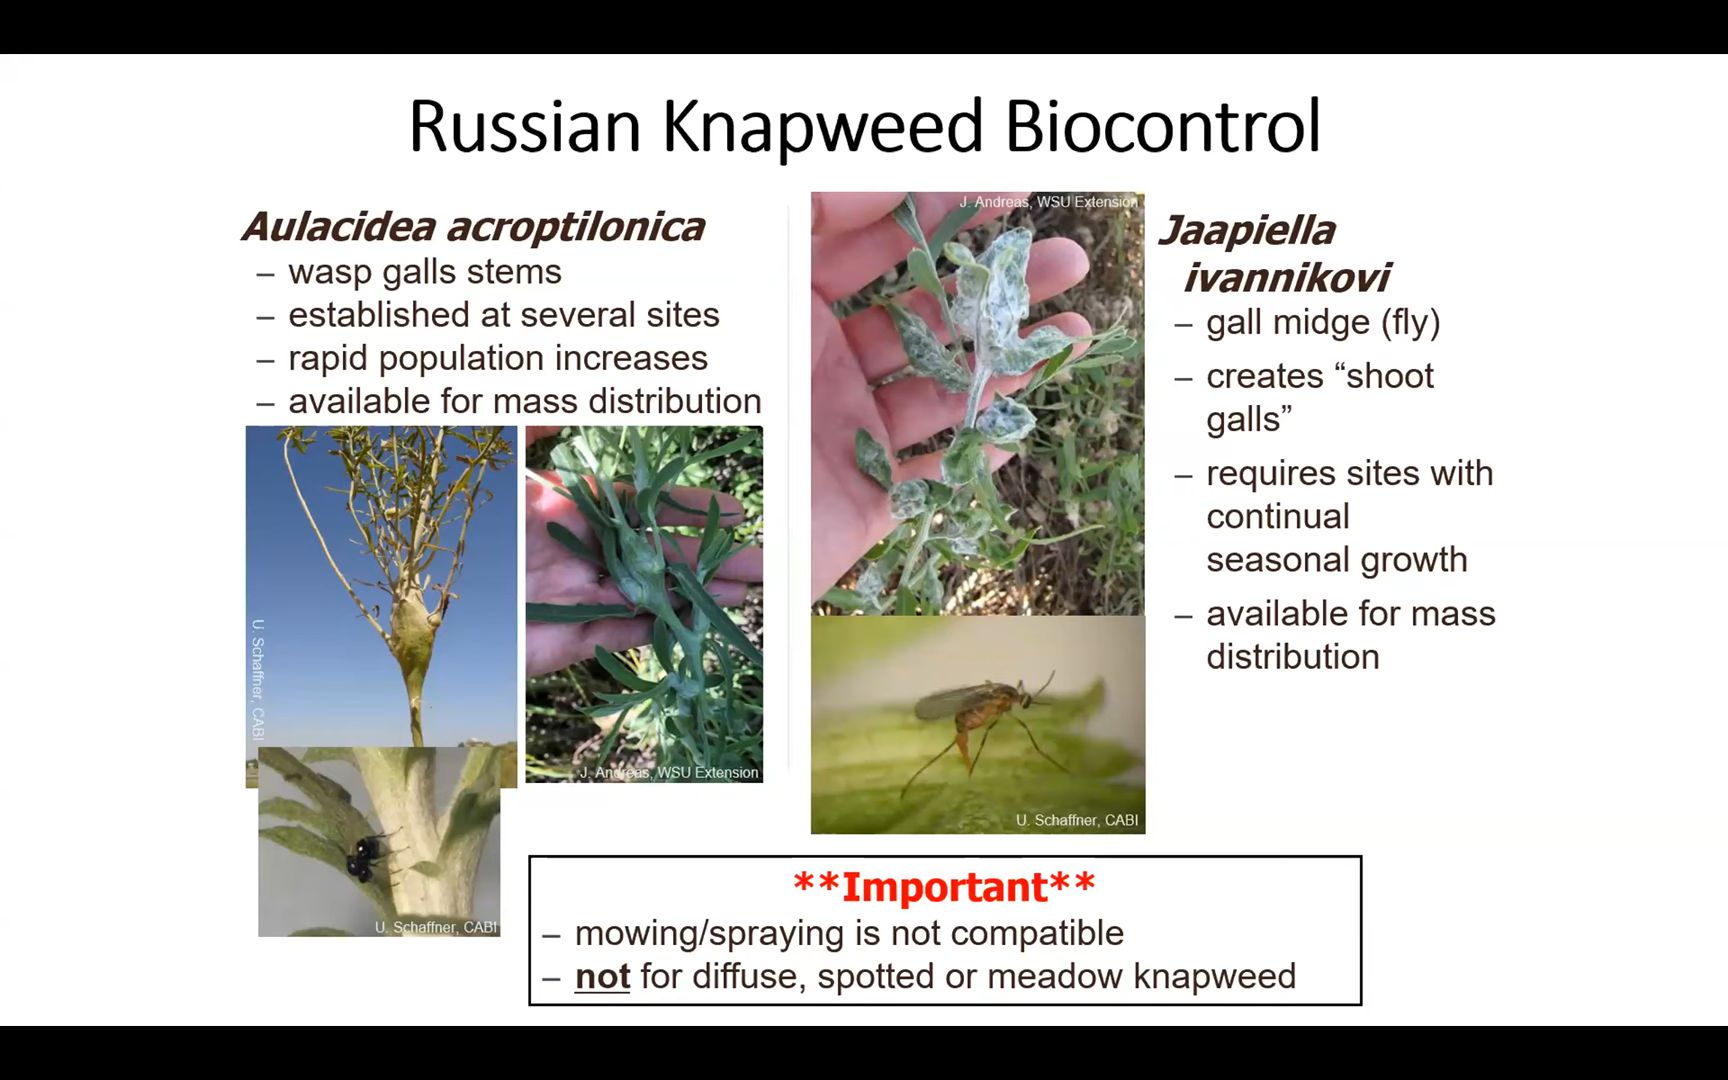 Russian Knapweed Biocontrol
Aulacidea acroptilonica
– wasp galls stems
– established at several sites
– rapid population increases
– available for mass distribution
U. Schaffner, CABI
J. Andreas, WSU Extension
U. Schaffner, CABI
J. Andreas, WSU Extension
U. Schaffner, CABI
Jaapiella
ivannikovi
– gall midge (fly)
– creates “shoot
galls”
– requires sites with
continual
seasonal growth
– available for mass
distribution
**Important**
– mowing/spraying is not compatible
– not for diffuse, spotted or meadow knapweed